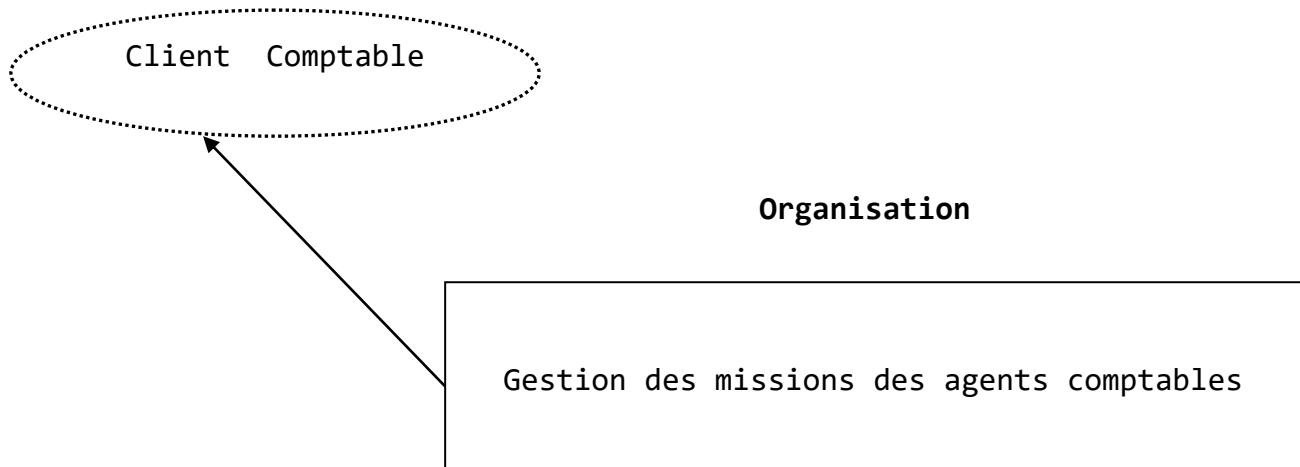 Client Comptable
Organisation
Gestion des missions des agents comptables